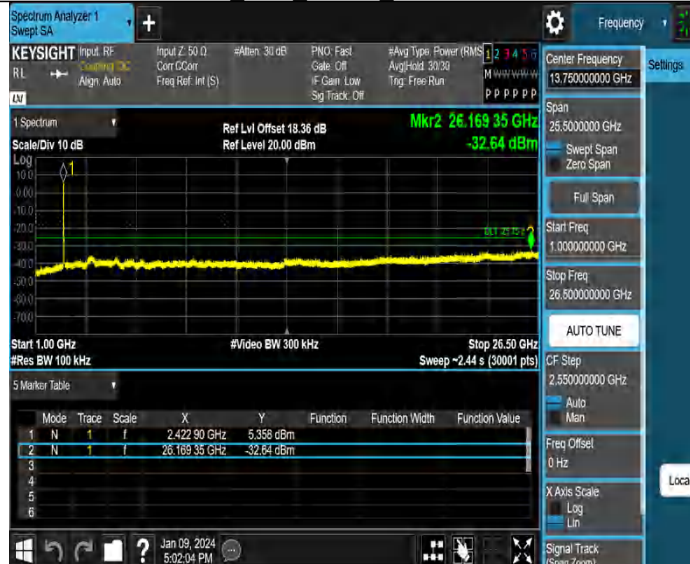 Spectrum Analyzer 1
Swept SA
Frequency
KEYSIGHT
RL
Input: RF
Coupling: DC
Align: Auto
Input Z: 50 Ω
Corr CCorr
Freq Ref: Int (S)
#Atten: 30 dB
PNO: Fast
Gate: Off
IF Gain: Low
Sig Track: Off
#Avg Type: Power (RMS
Avg|Hold: 30/30
Trig: Free Run
1 2 3 4 5 6
M W W W W W
P P P P P P
LXI
1 Spectrum
Scale/Div 10 dB
Ref Lvl Offset 18.36 dB
Ref Level 20.00 dBm
Mkr2 26.169 35 GHz
-32.64 dBm
Log
10.0
0.00
-10.0
-20.0
-30.0
-40.0
-50.0
-60.0
-70.0
1
Start 1.00 GHz
#Res BW 100 kHz
#Video BW 300 kHz
Stop 26.50 GHz
Sweep ~2.44 s (30001 pts)
5 Marker Table
Mode Trace Scale X Y Function Function Width Function Value
1 N 1 f 2.422 90 GHz 5.358 dBm
2 N 1 f 26.169 35 GHz -32.64 dBm
3
4
5
6
Jan 09, 2024
5:02:04 PM
Center Frequency
13.750000000 GHz
Settings
Span
25.5000000 GHz
Swept Span
Zero Span
Full Span
Start Freq
1.000000000 GHz
Stop Freq
26.500000000 GHz
AUTO TUNE
CF Step
2.550000000 GHz
Auto
Man
Freq Offset
0 Hz
X Axis Scale
Log
Lin
Local
Signal Track
(Span Zoom)